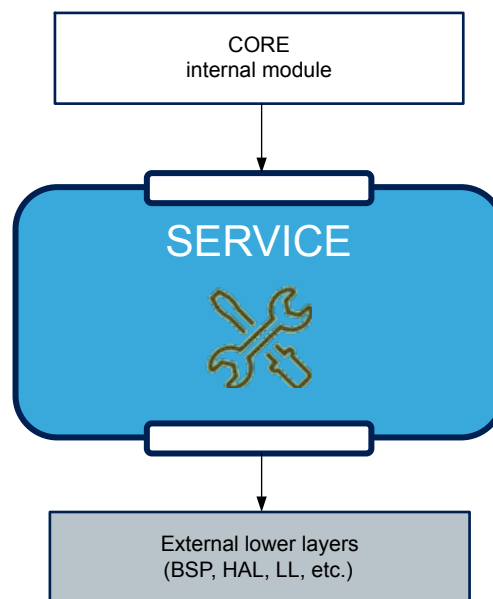 CORE
internal module
SERVICE
External lower layers
(BSP, HAL, LL, etc.)